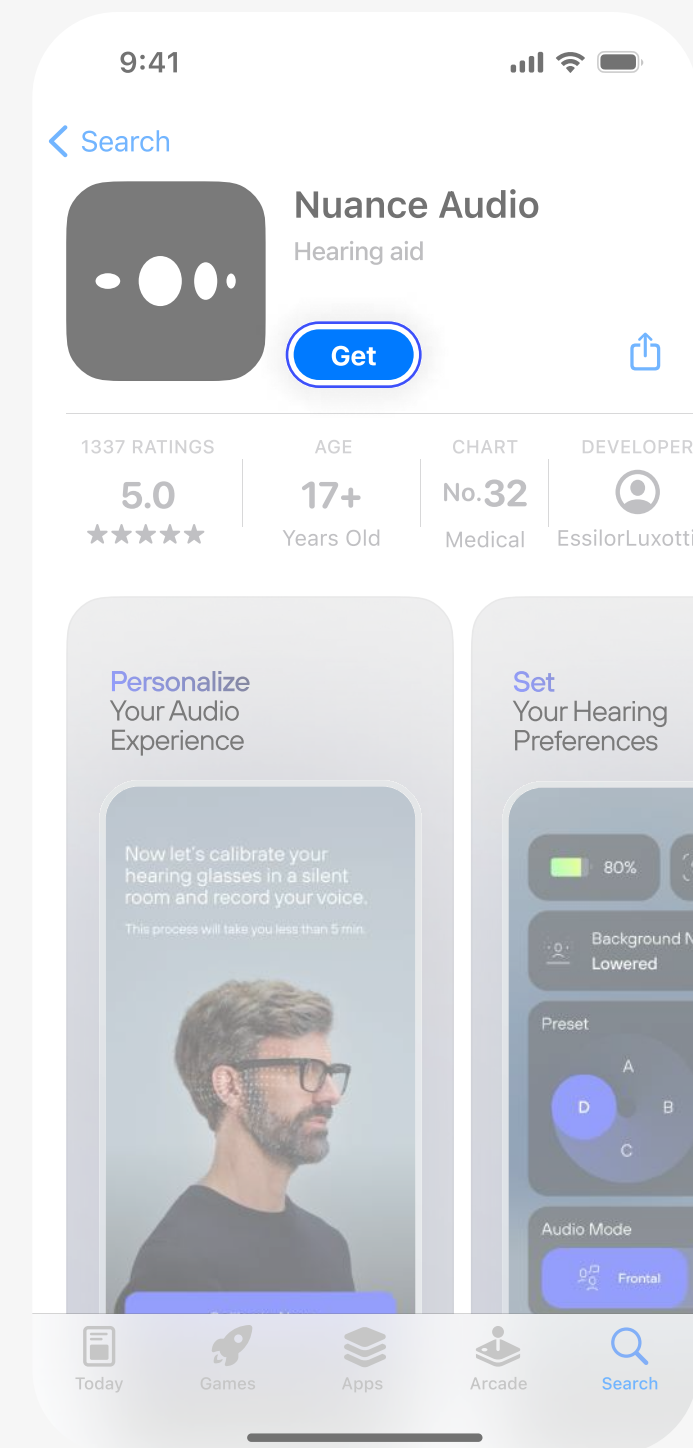 9:41
Search
Nuance Audio
Hearing aid
Get
1337 RATINGS
5.0
AGE
17+
Years Old
CHART
No.32
Medical
DEVELOPER
EssilorLuxotti
Personalize
Your Audio
Experience
Now let's calibrate your
hearing glasses in a silent
room and record your voice.
This process will take you less than 5 min.
Set
Your Hearing
Preferences
80%
Background N
Lowered
Preset
A
D
B
C
Audio Mode
Frontal
Today
Games
Apps
Arcade
Search